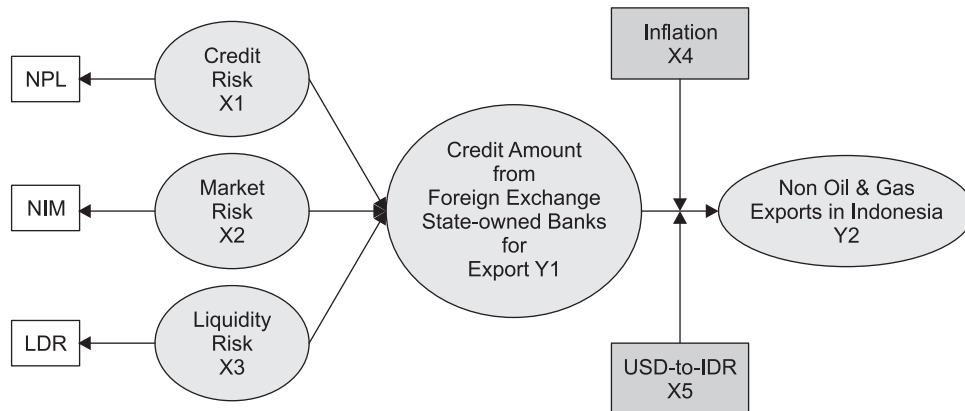 NPL
Credit
Risk
X1
NIM
Market
Risk
X2
LDR
Liquidity
Risk
X3
Credit Amount
from
Foreign Exchange
State-owned Banks
for
Export Y1
Inflation
X4
Non Oil & Gas
Exports in Indonesia
Y2
USD-to-IDR
X5